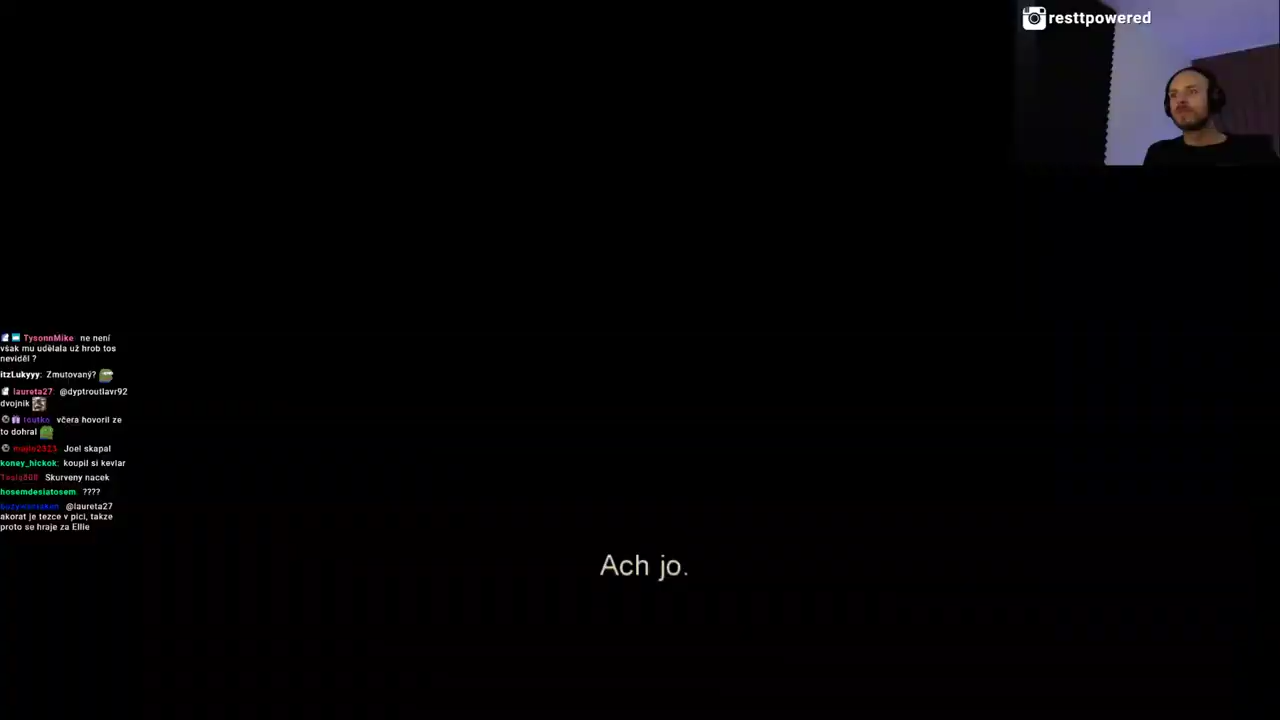 resttpowered
TysonnMike ne není
však mu udělala už hrob tos
neviděl ?
itzLukyyy: Zmutovaný?
laureta27: @dyptroutlavr92
dvojnik
včera hovoril ze
to dohral
Joel skapal
koney_hickok: koupil si kevlar
Skurveny nacek
hosemdesiatosem ????
@laureta27
akorat je tezce v pici, takze
proto se hraje za Ellie
Ach jo.